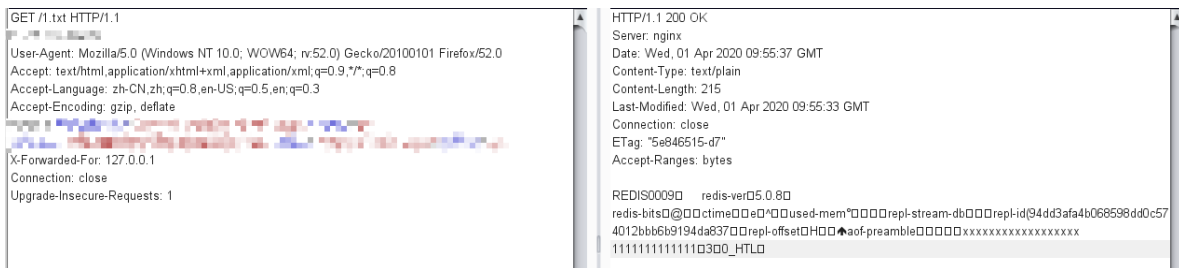 GET /1.txt HTTP/1.1
User-Agent: Mozilla/5.0 (Windows NT 10.0; WOW64; rv:52.0) Gecko/20100101 Firefox/52.0
Accept: text/html,application/xhtml+xml,application/xml;q=0.9,*/*;q=0.8
Accept-Language: zh-CN,zh;q=0.8,en-US;q=0.5,en;q=0.3
Accept-Encoding: gzip, deflate
X-Forwarded-For: 127.0.0.1
Connection: close
Upgrade-Insecure-Requests: 1
HTTP/1.1 200 OK
Server: nginx
Date: Wed, 01 Apr 2020 09:55:37 GMT
Content-Type: text/plain
Content-Length: 215
Last-Modified: Wed, 01 Apr 2020 09:55:33 GMT
Connection: close
ETag: "5e846515-d7"
Accept-Ranges: bytes
REDIS0009□ redis-ver□5.0.8□
redis-bits□@□□ctime□□e□^□□used-mem°□□□□repl-stream-db□□□repl-id(94dd3afa4b068598dd0c57
4012bbb6b9194da837□□repl-offset□H□□🡩aof-preamble□□□□□xxxxxxxxxxxxxxxxxx
1111111111111□3□0_HTL□